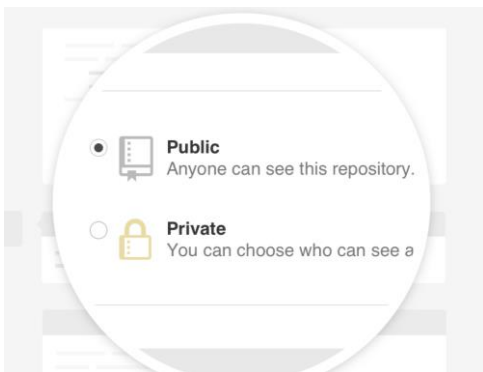 Public
Anyone can see this repository.
Private
You can choose who can see a